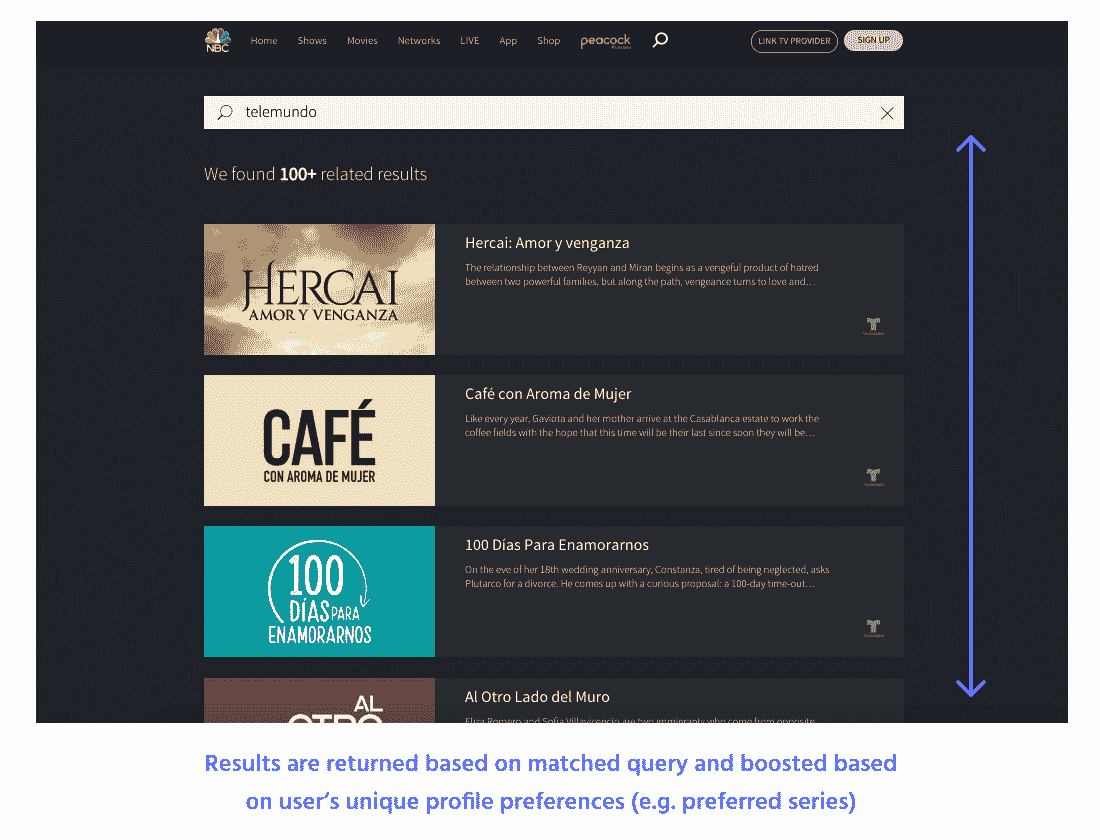 NBC
Home Shows Movies Networks LIVE App Shop peacock LINK TV PROVIDER SIGN UP
telemundo
We found 100+ related results
HERCAI
AMOR Y VENGANZA
Hercai: Amor y venganza
The relationship between Reyyan and Miran begins as a vengeful product of hatred
between two powerful families, but along the path, vengeance turns to love and...
CAFÉ
CON AROMA DE MUJER
Café con Aroma de Mujer
Like every year, Gaviota and her mother arrive at the Casablanca estate to work the
coffee fields with the hope that this time will be their last since soon they will be...
100
DÍAS PARA
ENAMORARNOS
100 Días Para Enamorarnos
On the eve of her 18th wedding anniversary, Constanza, tired of being neglected, asks
Plutarco for a divorce. He comes up with a curious proposal: a 100-day time-out...
AL
OTRO
Al Otro Lado del Muro
Eliza Romero and Sofía Villavicencio are two immigrants who come from opposite
Results are returned based on matched query and boosted based
on user's unique profile preferences (e.g. preferred series)